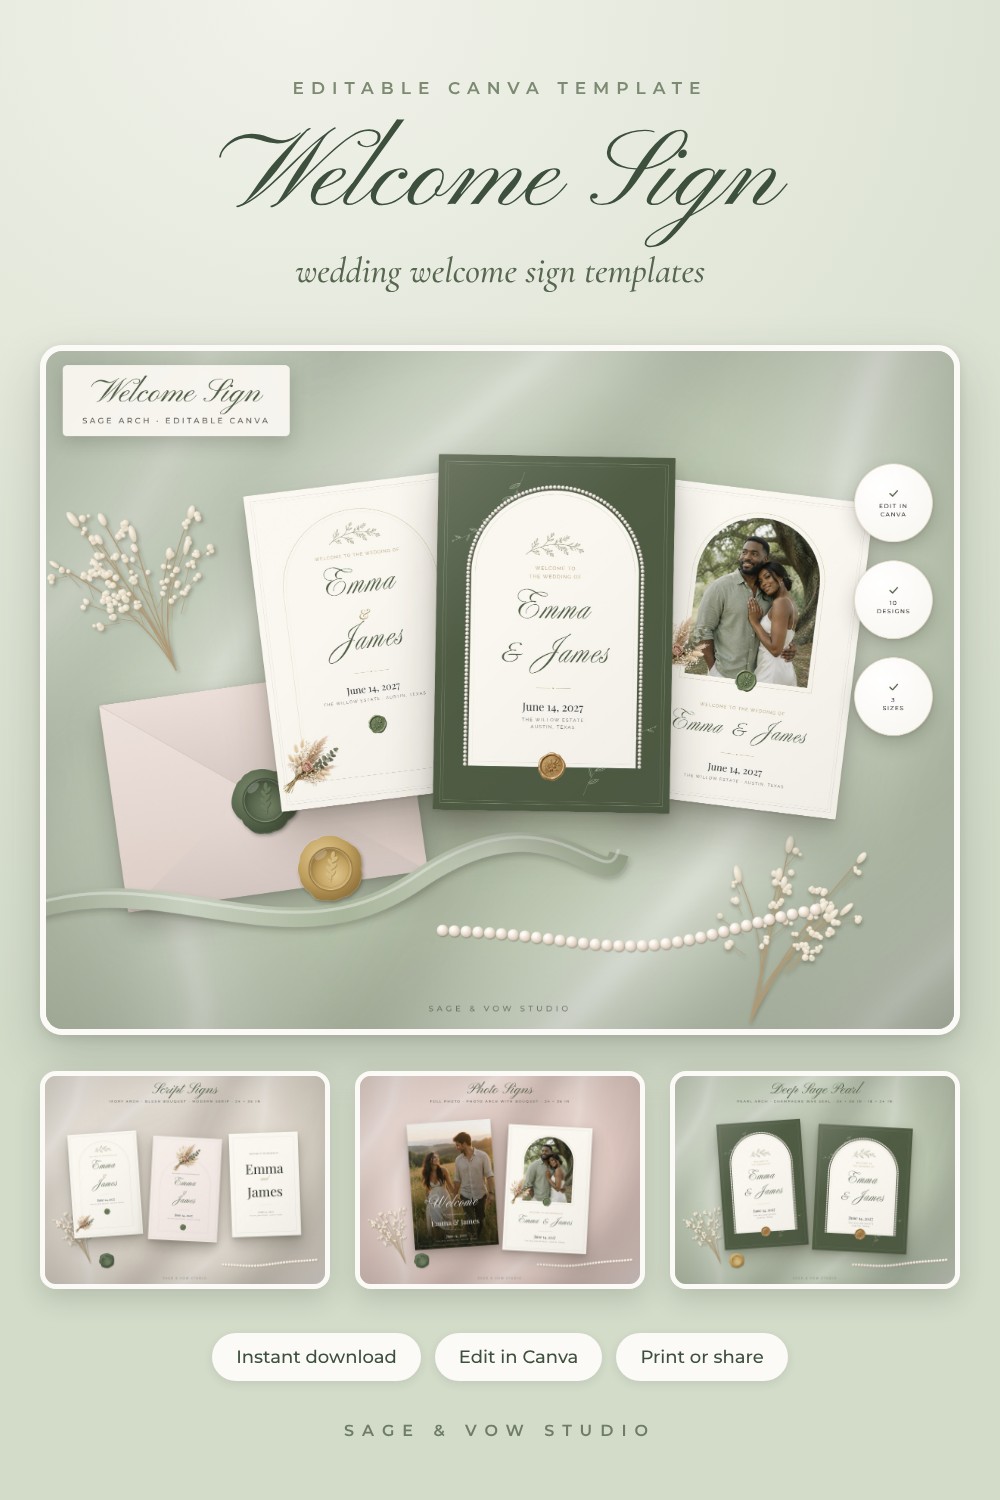 EDITABLE CANVA TEMPLATE
Welcome Sign
wedding welcome sign templates
Welcome Sign
SAGE ARCH · EDITABLE CANVA
WELCOME TO THE WEDDING OF
Emma
&
James
June 14, 2027
THE WILLOW ESTATE · AUSTIN, TEXAS
WELCOME TO
THE WEDDING OF
Emma
& James
June 14, 2027
THE WILLOW ESTATE
AUSTIN, TEXAS
WELCOME TO THE WEDDING OF
Emma & James
June 14, 2027
THE WILLOW ESTATE · AUSTIN, TEXAS
EDIT IN
CANVA
10
DESIGNS
3
SIZES
SAGE & VOW STUDIO
Script Signs
Emma
James
Emma
James
Emma
James
Photo Signs
Welcome
Emma & James
Emma & James
Deep Sage Pearl
Emma
& James
Emma
& James
Instant download
Edit in Canva
Print or share
SAGE & VOW STUDIO